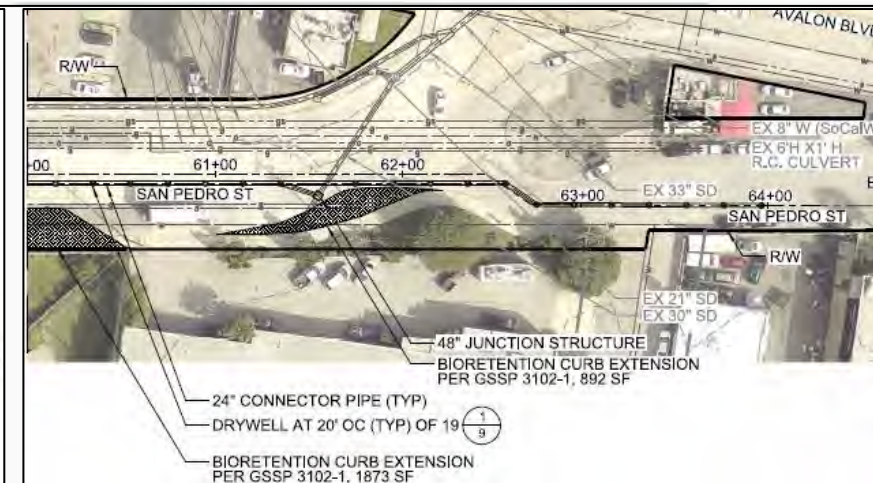 AVALON BLV
R/W
EX 8" W (SoCalW
EX 6'H X1' H
R.C. CULVERT
+00
61+00
62+00
EX 33" SD
63+00
64+00
SAN PEDRO ST
SAN PEDRO ST
R/W
EX 21" SD
EX 30" SD
48" JUNCTION STRUCTURE
BIORETENTION CURB EXTENSION
PER GSSP 3102-1, 892 SF
24" CONNECTOR PIPE (TYP)
DRYWELL AT 20' OC (TYP) OF 19
1
9
BIORETENTION CURB EXTENSION
PER GSSP 3102-1, 1873 SF